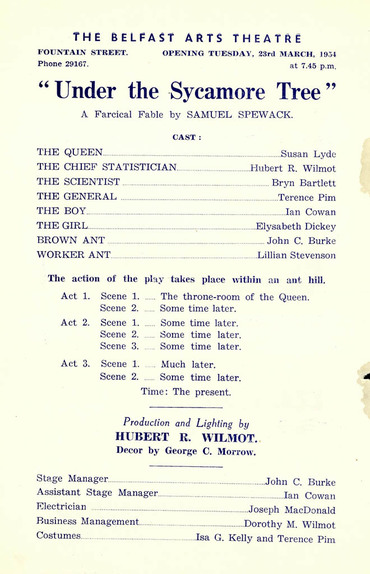 THE BELFAST ARTS THEATRE
FOUNTAIN STREET. OPENING TUESDAY, 23rd MARCH, 1954
Phone 29167. at 7.45 p.m.
“Under the Sycamore Tree”
A Farcical Fable by SAMUEL SPEWACK.
CAST:
THE QUEEN Susan Lyde
THE CHIEF STATISTICIAN Hubert R. Wilmot
THE SCIENTIST Bryn Bartlett
THE GENERAL Terence Pim
THE BOY Ian Cowan
THE GIRL Elysabeth Dickey
BROWN ANT John C. Burke
WORKER ANT Lillian Stevenson
The action of the play takes place within an ant hill.
Act 1. Scene 1. ..... The throne-room of the Queen.
Scene 2. ..... Some time later.
Act 2. Scene 1. ..... Some time later.
Scene 2. ..... Some time later.
Scene 3. ..... Some time later.
Act 3. Scene 1. ..... Much later.
Scene 2. ..... Some time later.
Time: The present.
Production and Lighting by
HUBERT R. WILMOT.
Decor by George C. Morrow.
Stage Manager John C. Burke
Assistant Stage Manager Ian Cowan
Electrician Joseph MacDonald
Business Management Dorothy M. Wilmot
Costumes Isa G. Kelly and Terence Pim